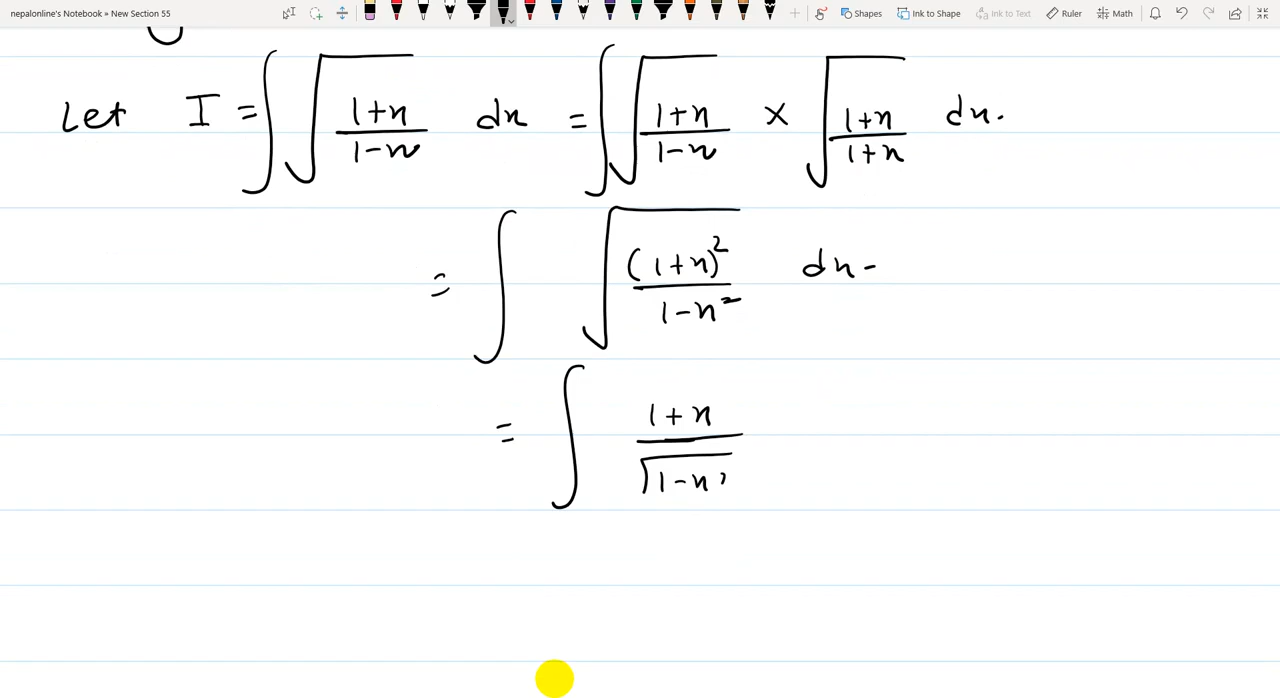 nepalonline's Notebook » New Section 55
Shapes Ink to Shape Ink to Text Ruler Math
Let I = ∫ √((1+x)/(1-x)) dx = ∫ √((1+x)/(1-x)) × √((1+x)/(1+x)) dx.
= ∫ √((1+x)²/(1-x²)) dx -
= ∫ (1+x)/√(1-x